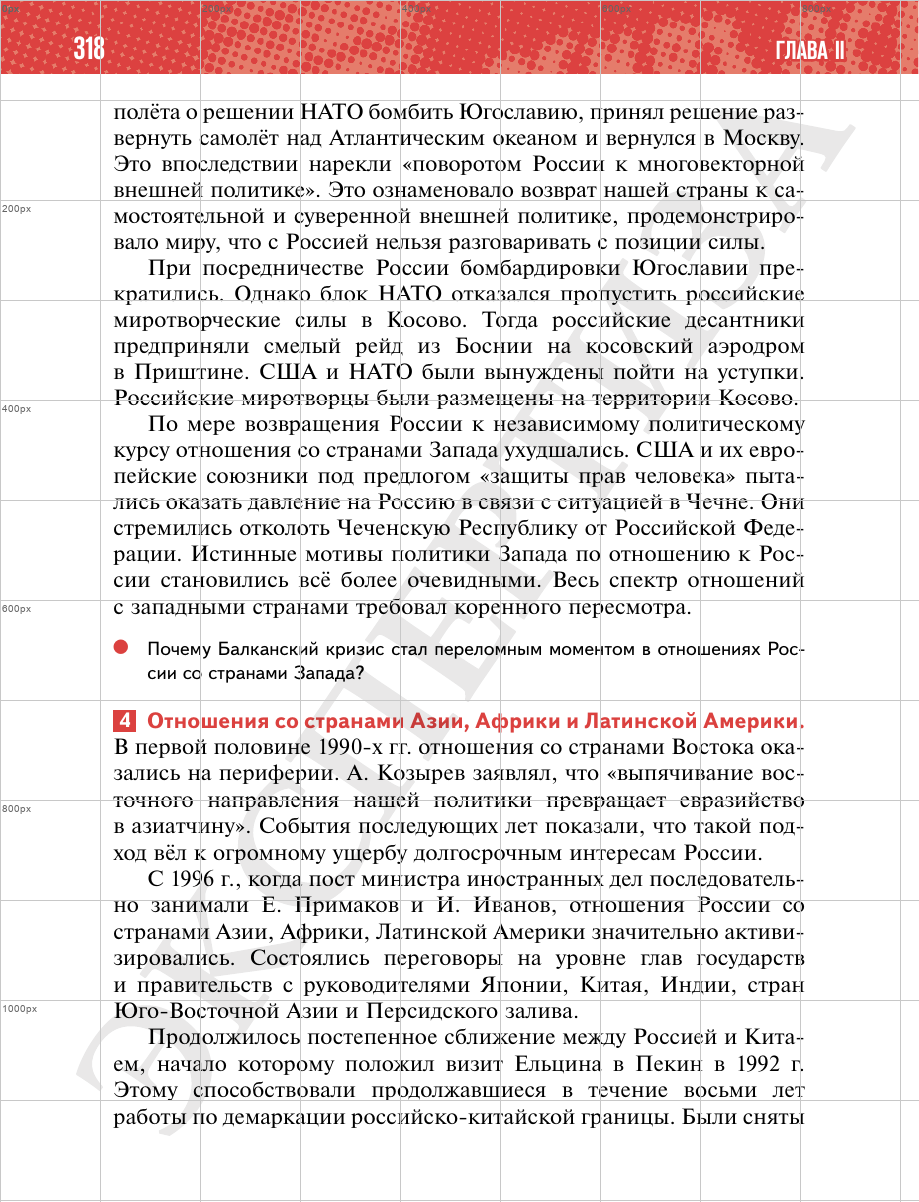 318
ГЛАВА II
полёта о решении НАТО бомбить Югославию, принял решение раз-
вернуть самолёт над Атлантическим океаном и вернулся в Москву.
Это впоследствии нарекли «поворотом России к многовекторной
внешней политике». Это ознаменовало возврат нашей страны к са-
мостоятельной и суверенной внешней политике, продемонстриро-
вало миру, что с Россией нельзя разговаривать с позиции силы.
При посредничестве России бомбардировки Югославии пре-
кратились. Однако блок НАТО отказался пропустить российские
миротворческие силы в Косово. Тогда российские десантники
предприняли смелый рейд из Боснии на косовский аэродром
в Приштине. США и НАТО были вынуждены пойти на уступки.
Российские миротворцы были размещены на территории Косово.
По мере возвращения России к независимому политическому
курсу отношения со странами Запада ухудшались. США и их евро-
пейские союзники под предлогом «защиты прав человека» пыта-
лись оказать давление на Россию в связи с ситуацией в Чечне. Они
стремились отколоть Чеченскую Республику от Российской Феде-
рации. Истинные мотивы политики Запада по отношению к Рос-
сии становились всё более очевидными. Весь спектр отношений
с западными странами требовал коренного пересмотра.
Почему Балканский кризис стал переломным моментом в отношениях Рос-
сии со странами Запада?
4 Отношения со странами Азии, Африки и Латинской Америки.
В первой половине 1990-х гг. отношения со странами Востока ока-
зались на периферии. А. Козырев заявлял, что «выпячивание вос-
точного направления нашей политики превращает евразийство
в азиатчину». События последующих лет показали, что такой под-
ход вёл к огромному ущербу долгосрочным интересам России.
С 1996 г., когда пост министра иностранных дел последователь-
но занимали Е. Примаков и И. Иванов, отношения России со
странами Азии, Африки, Латинской Америки значительно активи-
зировались. Состоялись переговоры на уровне глав государств
и правительств с руководителями Японии, Китая, Индии, стран
Юго-Восточной Азии и Персидского залива.
Продолжилось постепенное сближение между Россией и Кита-
ем, начало которому положил визит Ельцина в Пекин в 1992 г.
Этому способствовали продолжавшиеся в течение восьми лет
работы по демаркации российско-китайской границы. Были сняты
ЭКСПЕРТИЗА
200px
400px
600px
800px
1000px